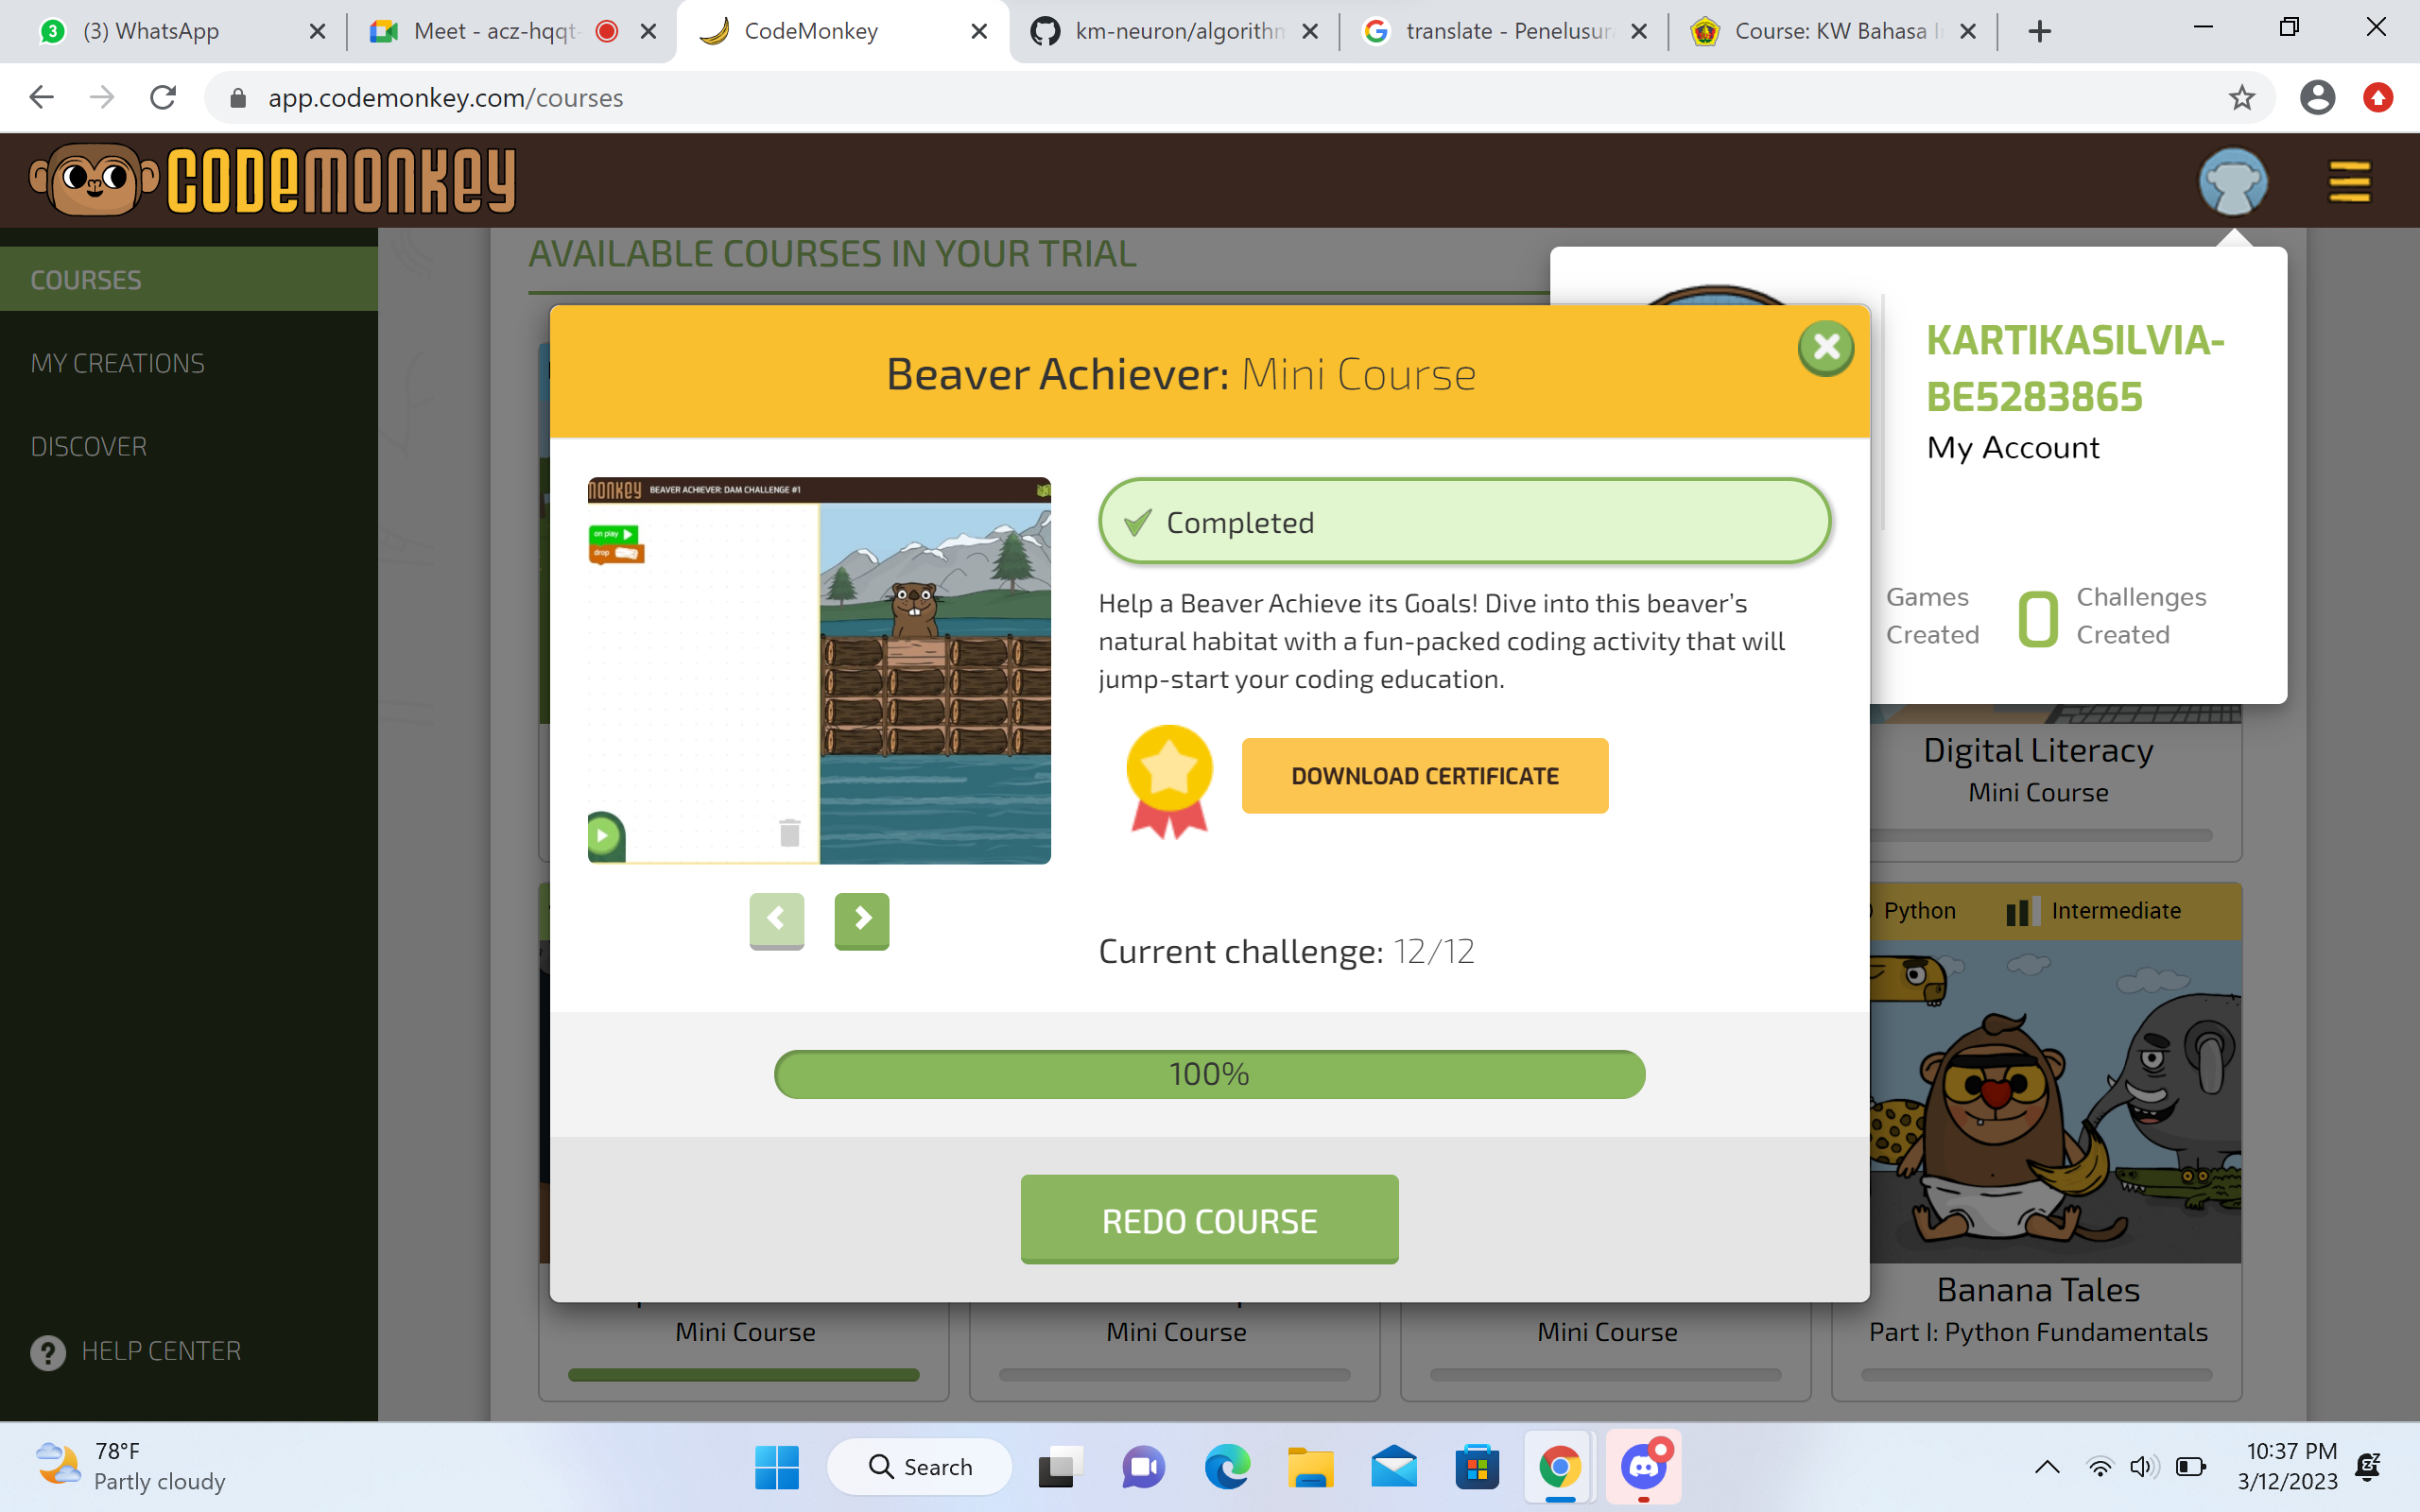 (3) WhatsApp
Meet - acz-hqqt-
CodeMonkey
km-neuron/algorithm
translate - Penelusura
Course: KW Bahasa I
app.codemonkey.com/courses
CODEMONKEY
COURSES
MY CREATIONS
DISCOVER
HELP CENTER
AVAILABLE COURSES IN YOUR TRIAL
KARTIKASILVIA-
BE5283865
My Account
Games
Created
0
Challenges
Created
Beaver Achiever: Mini Course
monkey BEAVER ACHIEVER: DAM CHALLENGE #1
on play
drop
Completed
Help a Beaver Achieve its Goals! Dive into this beaver's
natural habitat with a fun-packed coding activity that will
jump-start your coding education.
DOWNLOAD CERTIFICATE
Current challenge: 12/12
100%
REDO COURSE
Digital Literacy
Mini Course
Python Intermediate
Banana Tales
Part I: Python Fundamentals
Mini Course
Mini Course
Mini Course
78°F
Partly cloudy
Search
10:37 PM
3/12/2023